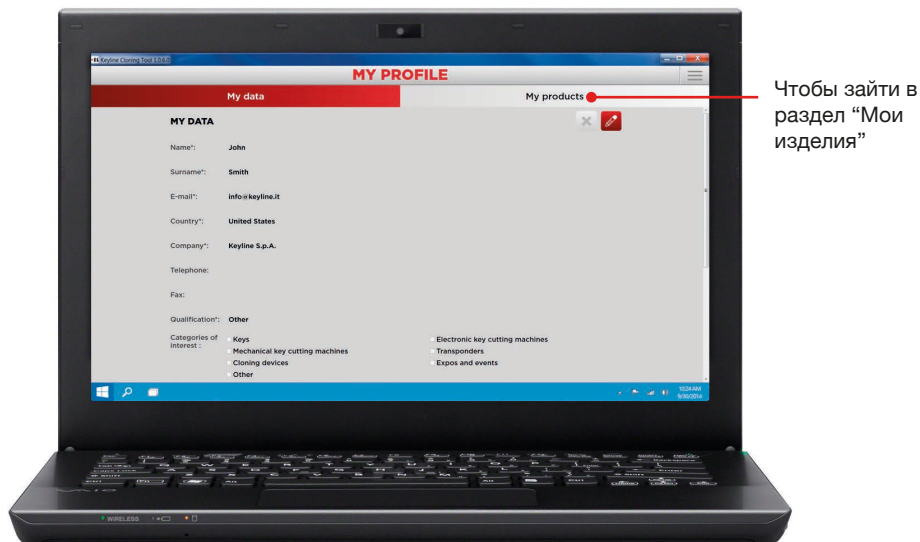 Keyline Cloning Tool 1.0.6.0
MY PROFILE
My data
My products
Чтобы зайти в
раздел “Мои
изделия”
MY DATA
Name*: John
Surname*: Smith
E-mail*: info@keyline.it
Country*: United States
Company*: Keyline S.p.A.
Telephone:
Fax:
Qualification*: Other
Categories of
interest :
Keys
Electronic key cutting machines
Mechanical key cutting machines
Transponders
Cloning devices
Expos and events
Other
10:24 AM
9/30/2014
WIRELESS